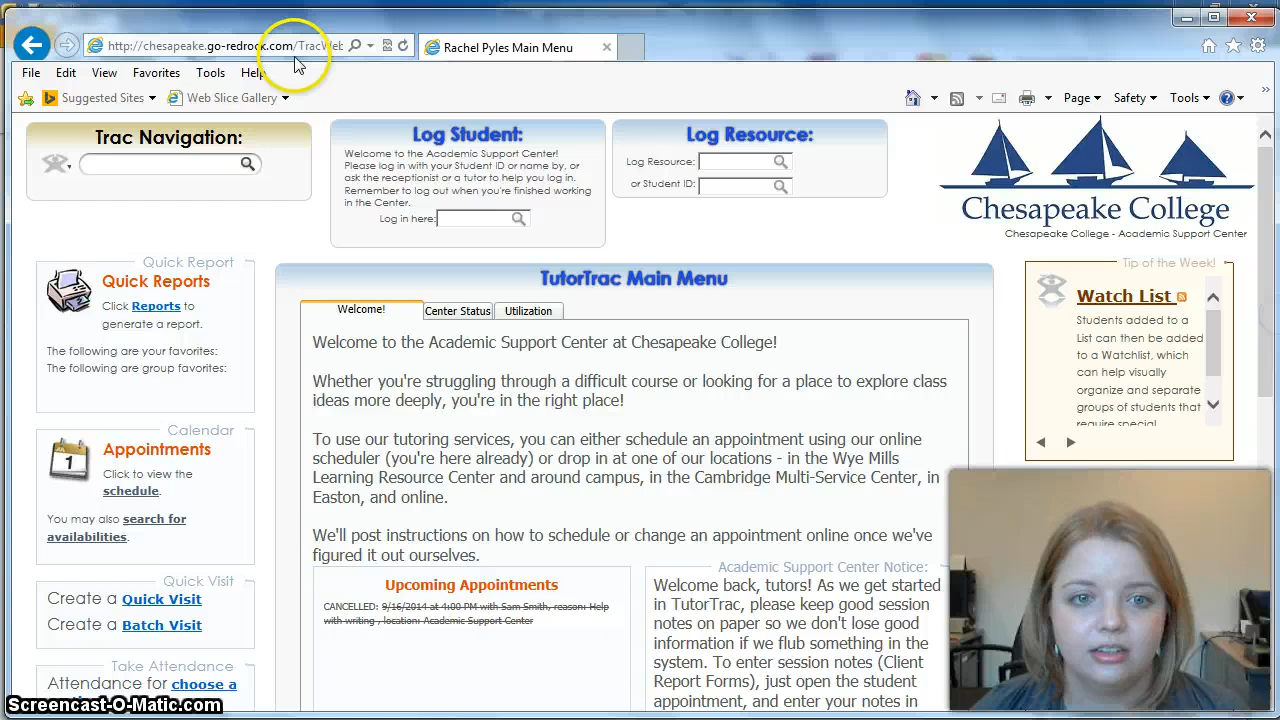 http://chesapeake.go-redrock.com/TracWeb
Rachel Pyles Main Menu
File Edit View Favorites Tools Help
Suggested Sites Web Slice Gallery
Page Safety Tools
Trac Navigation:
Log Student:
Welcome to the Academic Support Center!
Please log in with your Student ID or name by, or
ask the receptionist or a tutor to help you log in.
Remember to log out when you're finished working
in the Center.
Log in here:
Log Resource:
Log Resource:
or Student ID:
Chesapeake College
Chesapeake College - Academic Support Center
Quick Report
Quick Reports
Click Reports to
generate a report.
The following are your favorites:
The following are group favorites:
Calendar
Appointments
Click to view the
schedule.
You may also search for
availabilities.
Quick Visit
Create a Quick Visit
Create a Batch Visit
Take Attendance
Attendance for choose a
TutorTrac Main Menu
Welcome! Center Status Utilization
Welcome to the Academic Support Center at Chesapeake College!
Whether you're struggling through a difficult course or looking for a place to explore class
ideas more deeply, you're in the right place!
To use our tutoring services, you can either schedule an appointment using our online
scheduler (you're here already) or drop in at one of our locations - in the Wye Mills
Learning Resource Center and around campus, in the Cambridge Multi-Service Center, in
Easton, and online.
We'll post instructions on how to schedule or change an appointment online once we've
figured it out ourselves.
Upcoming Appointments
CANCELLED: 9/16/2014 at 4:00 PM with Sam Smith, reason: Help
with writing , location: Academic Support Center
Academic Support Center Notice:
Welcome back, tutors! As we get started
in TutorTrac, please keep good session
notes on paper so we don't lose good
information if we flub something in the
system. To enter session notes (Client
Report Forms), just open the student
appointment, and enter your notes in
Tip of the Week!
Watch List
Students added to a
List can then be added
to a Watchlist, which
can help visually
organize and separate
groups of students that
require special
Screencast-O-Matic.com